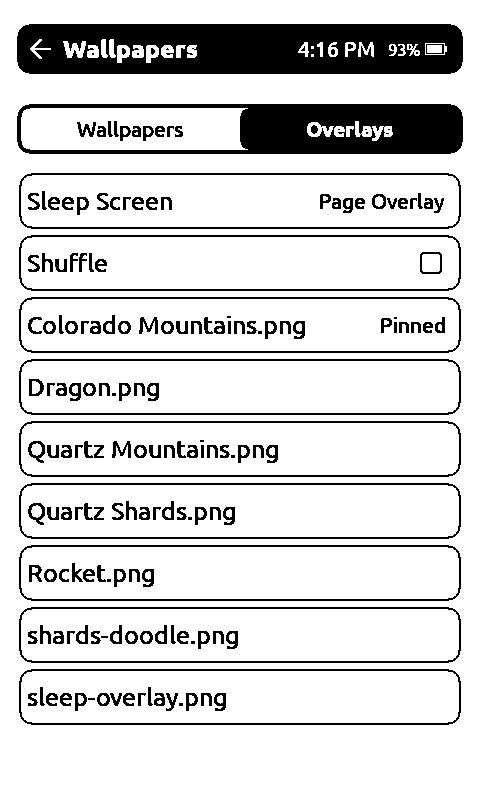 Wallpapers 4:16 PM 93%
Wallpapers Overlays
Sleep Screen Page Overlay
Shuffle
Colorado Mountains.png Pinned
Dragon.png
Quartz Mountains.png
Quartz Shards.png
Rocket.png
shards-doodle.png
sleep-overlay.png